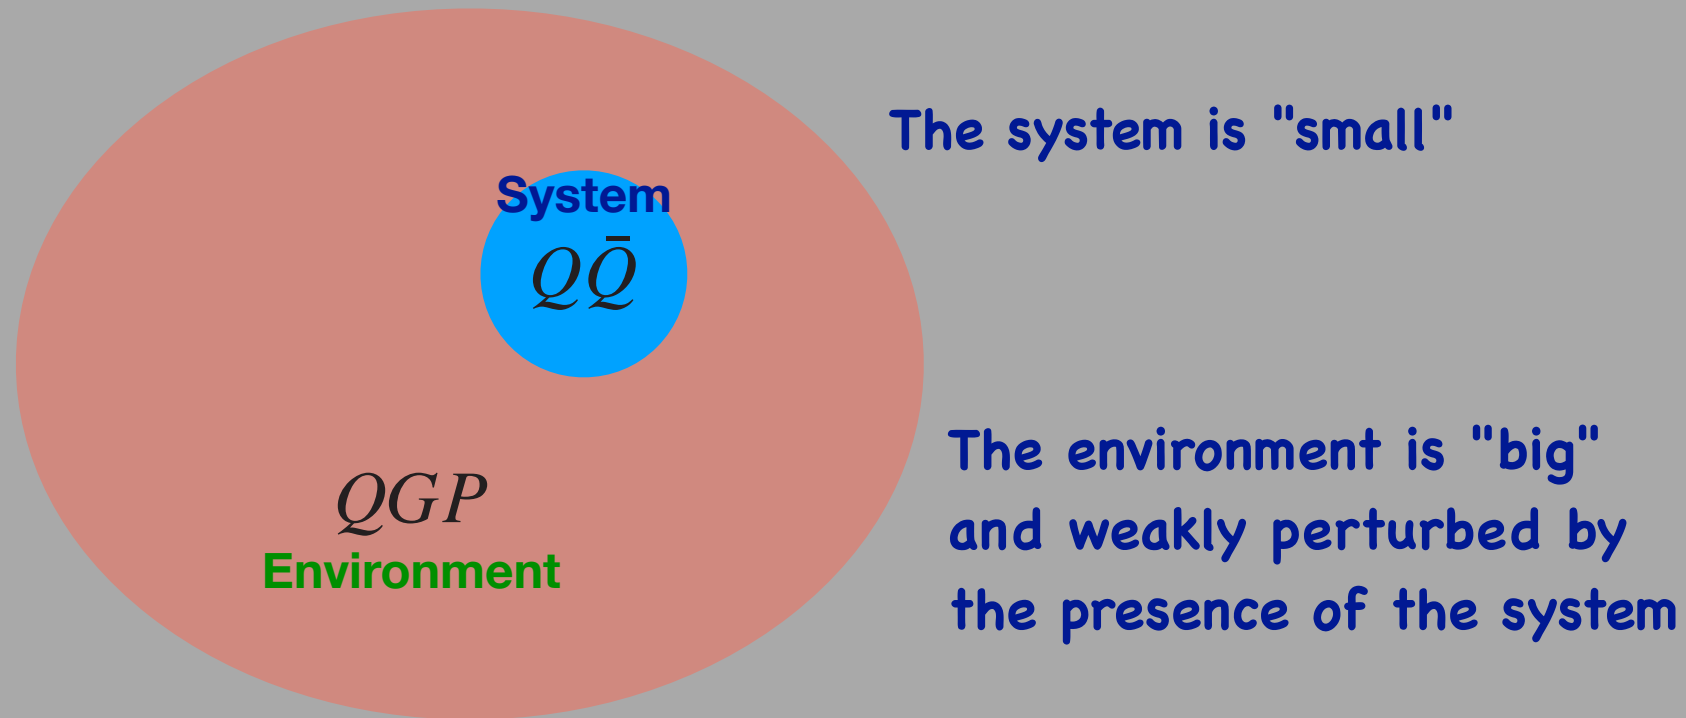 The system is "small"
System
QQ̄
The environment is "big"
and weakly perturbed by
the presence of the system
QGP
Environment